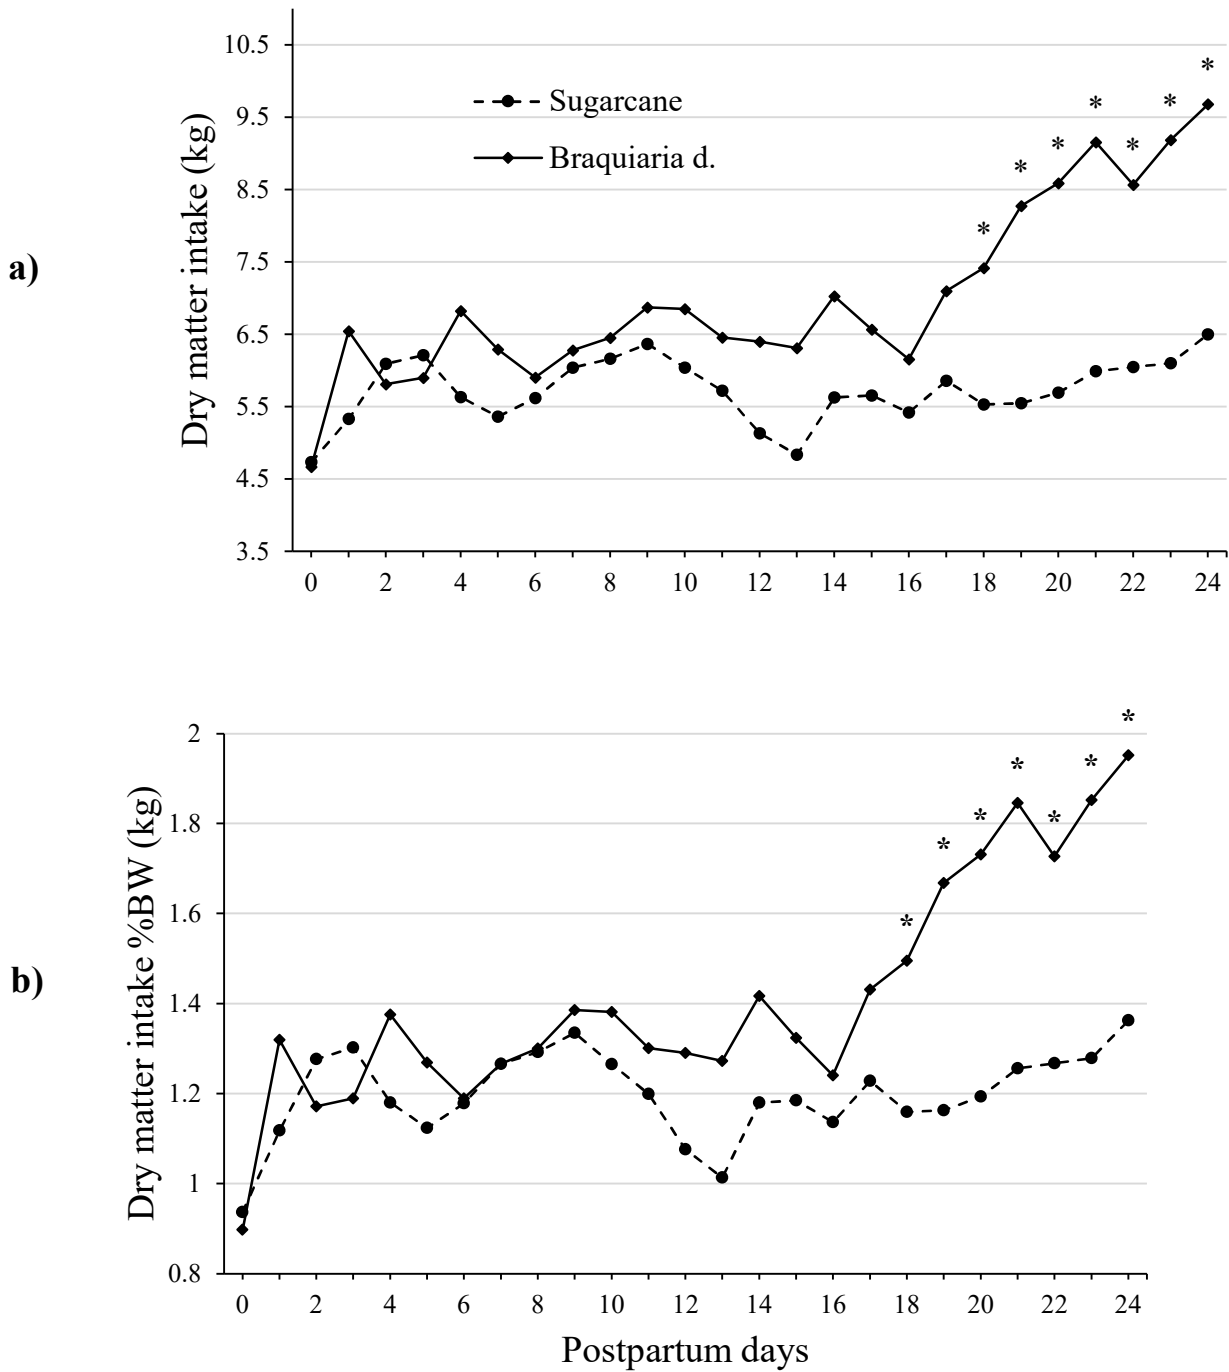 a)
Dry matter intake (kg)
10.5
9.5
8.5
7.5
6.5
5.5
4.5
3.5
Sugarcane
Braquiaria d.
* * * * * * *
0 2 4 6 8 10 12 14 16 18 20 22 24
b)
Dry matter intake %BW (kg)
2
1.8
1.6
1.4
1.2
1
0.8
* * * * * * *
0 2 4 6 8 10 12 14 16 18 20 22 24
Postpartum days